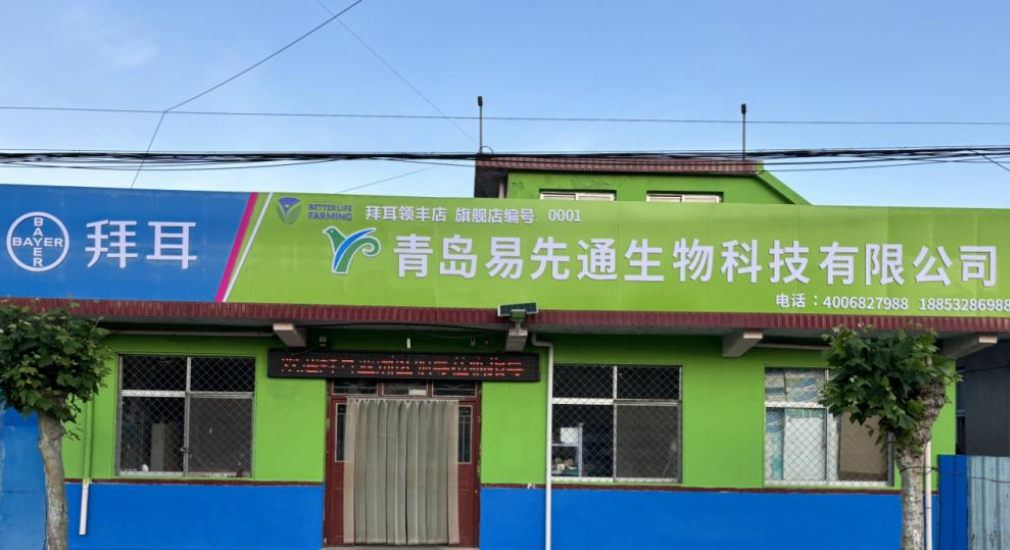 BAYER
BAYER
拜耳
BETTER LIFE
FARMING
拜耳领丰店 旗舰店编号 0001
青岛易先通生物科技有限公司
电话：4006827988 18853286988